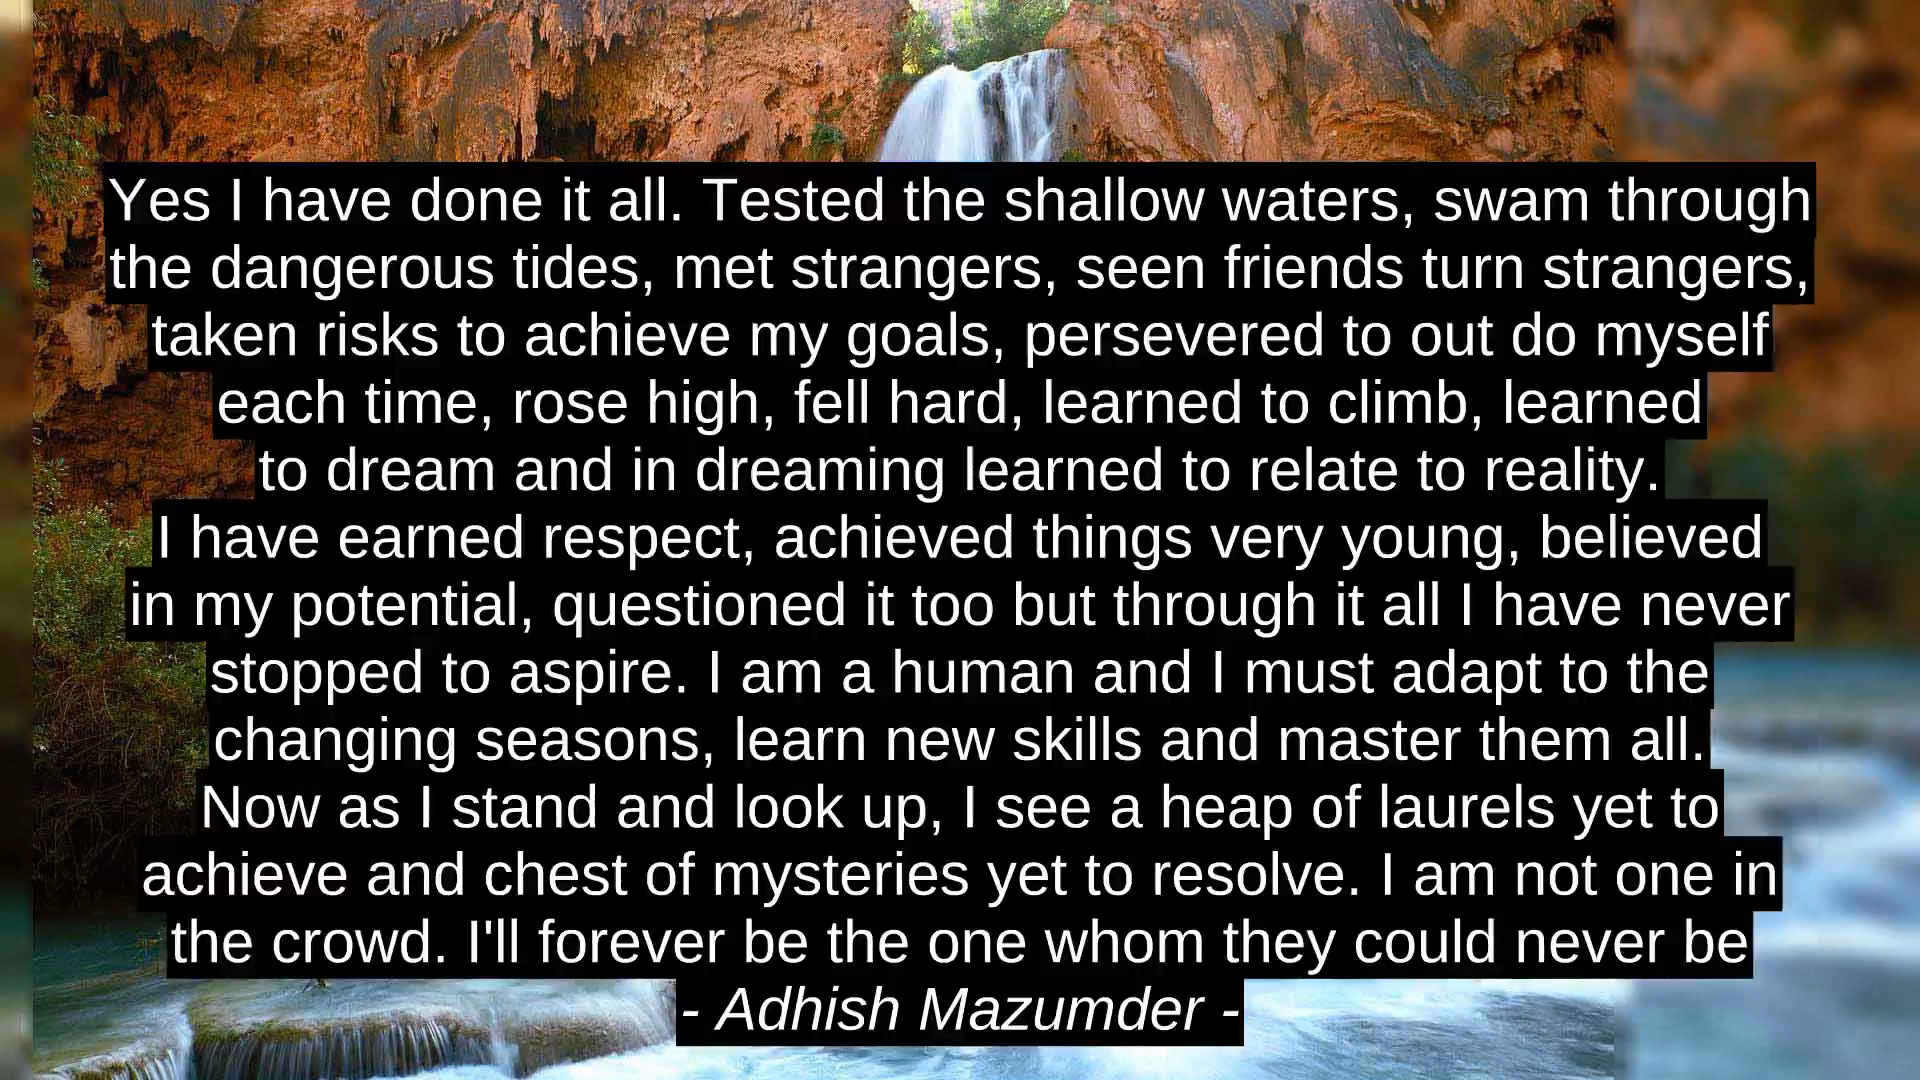 Yes I have done it all. Tested the shallow waters, swam through
the dangerous tides, met strangers, seen friends turn strangers,
taken risks to achieve my goals, persevered to out do myself
each time, rose high, fell hard, learned to climb, learned
to dream and in dreaming learned to relate to reality.
I have earned respect, achieved things very young, believed
in my potential, questioned it too but through it all I have never
stopped to aspire. I am a human and I must adapt to the
changing seasons, learn new skills and master them all.
Now as I stand and look up, I see a heap of laurels yet to
achieve and chest of mysteries yet to resolve. I am not one in
the crowd. I'll forever be the one whom they could never be
- Adhish Mazumder -